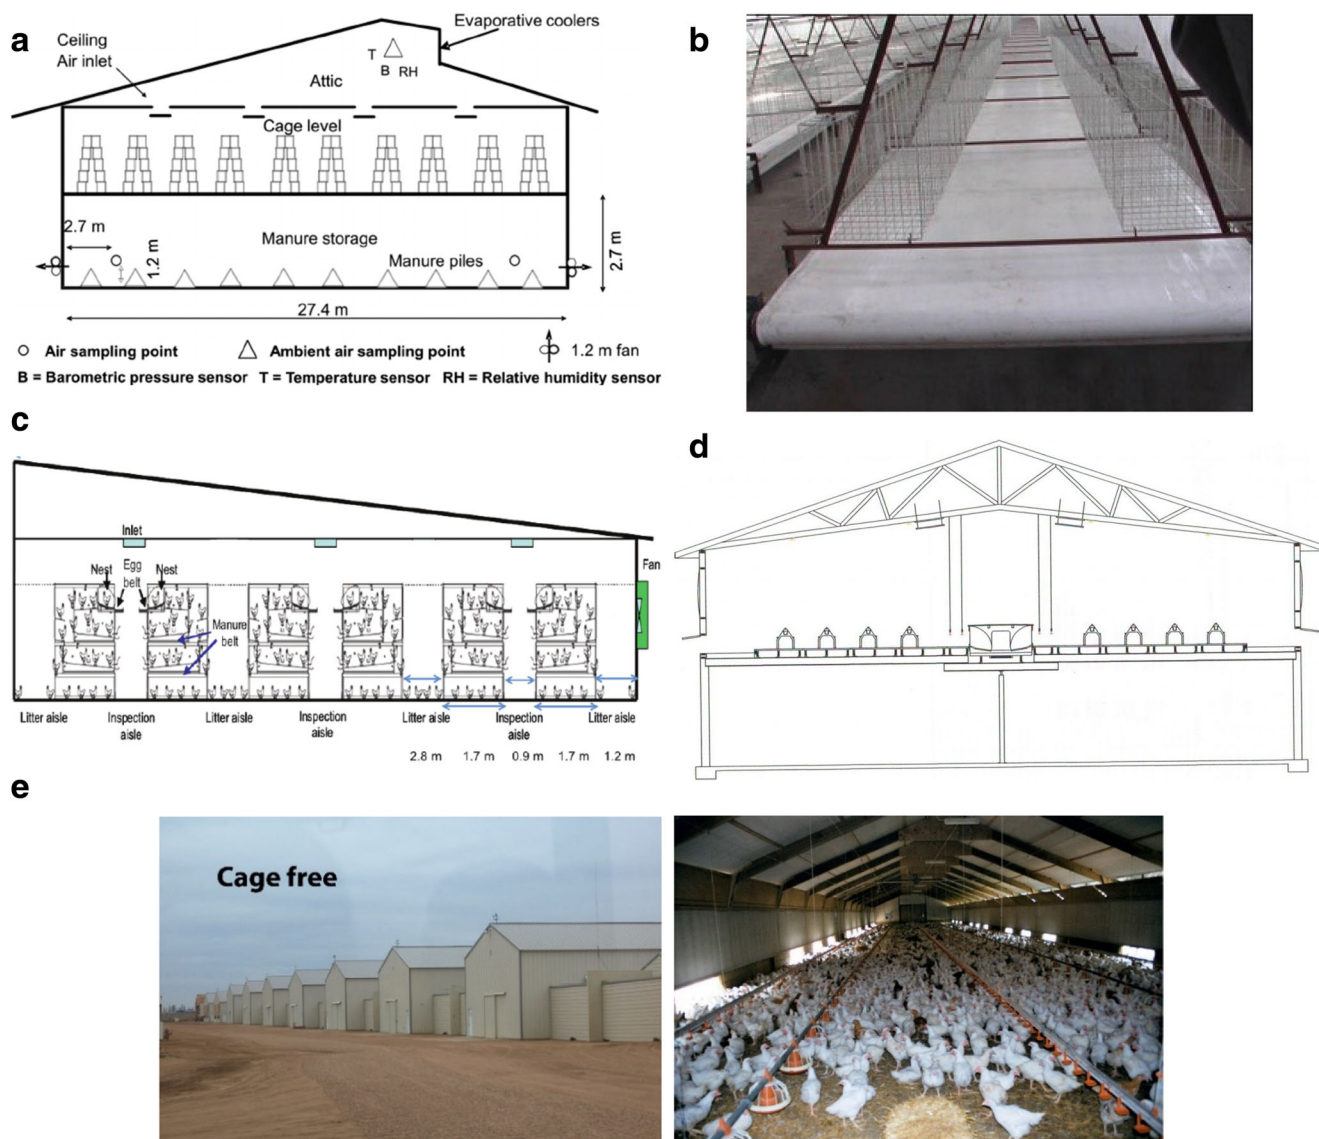 a
Evaporative coolers
Ceiling
Air inlet
T
B RH
Attic
Cage level
2.7 m
1.2 m
Manure storage
Manure piles
2.7 m
27.4 m
Air sampling point
Ambient air sampling point
1.2 m fan
B = Barometric pressure sensor T = Temperature sensor RH = Relative humidity sensor
b
c
Inlet
Fan
Nest
Egg
belt
Nest
Manure
belt
Litter aisle
Inspection
aisle
Litter aisle
Inspection
aisle
Litter aisle
Inspection
aisle
Litter aisle
2.8 m
1.7 m
0.9 m
1.7 m
1.2 m
d
e
Cage free